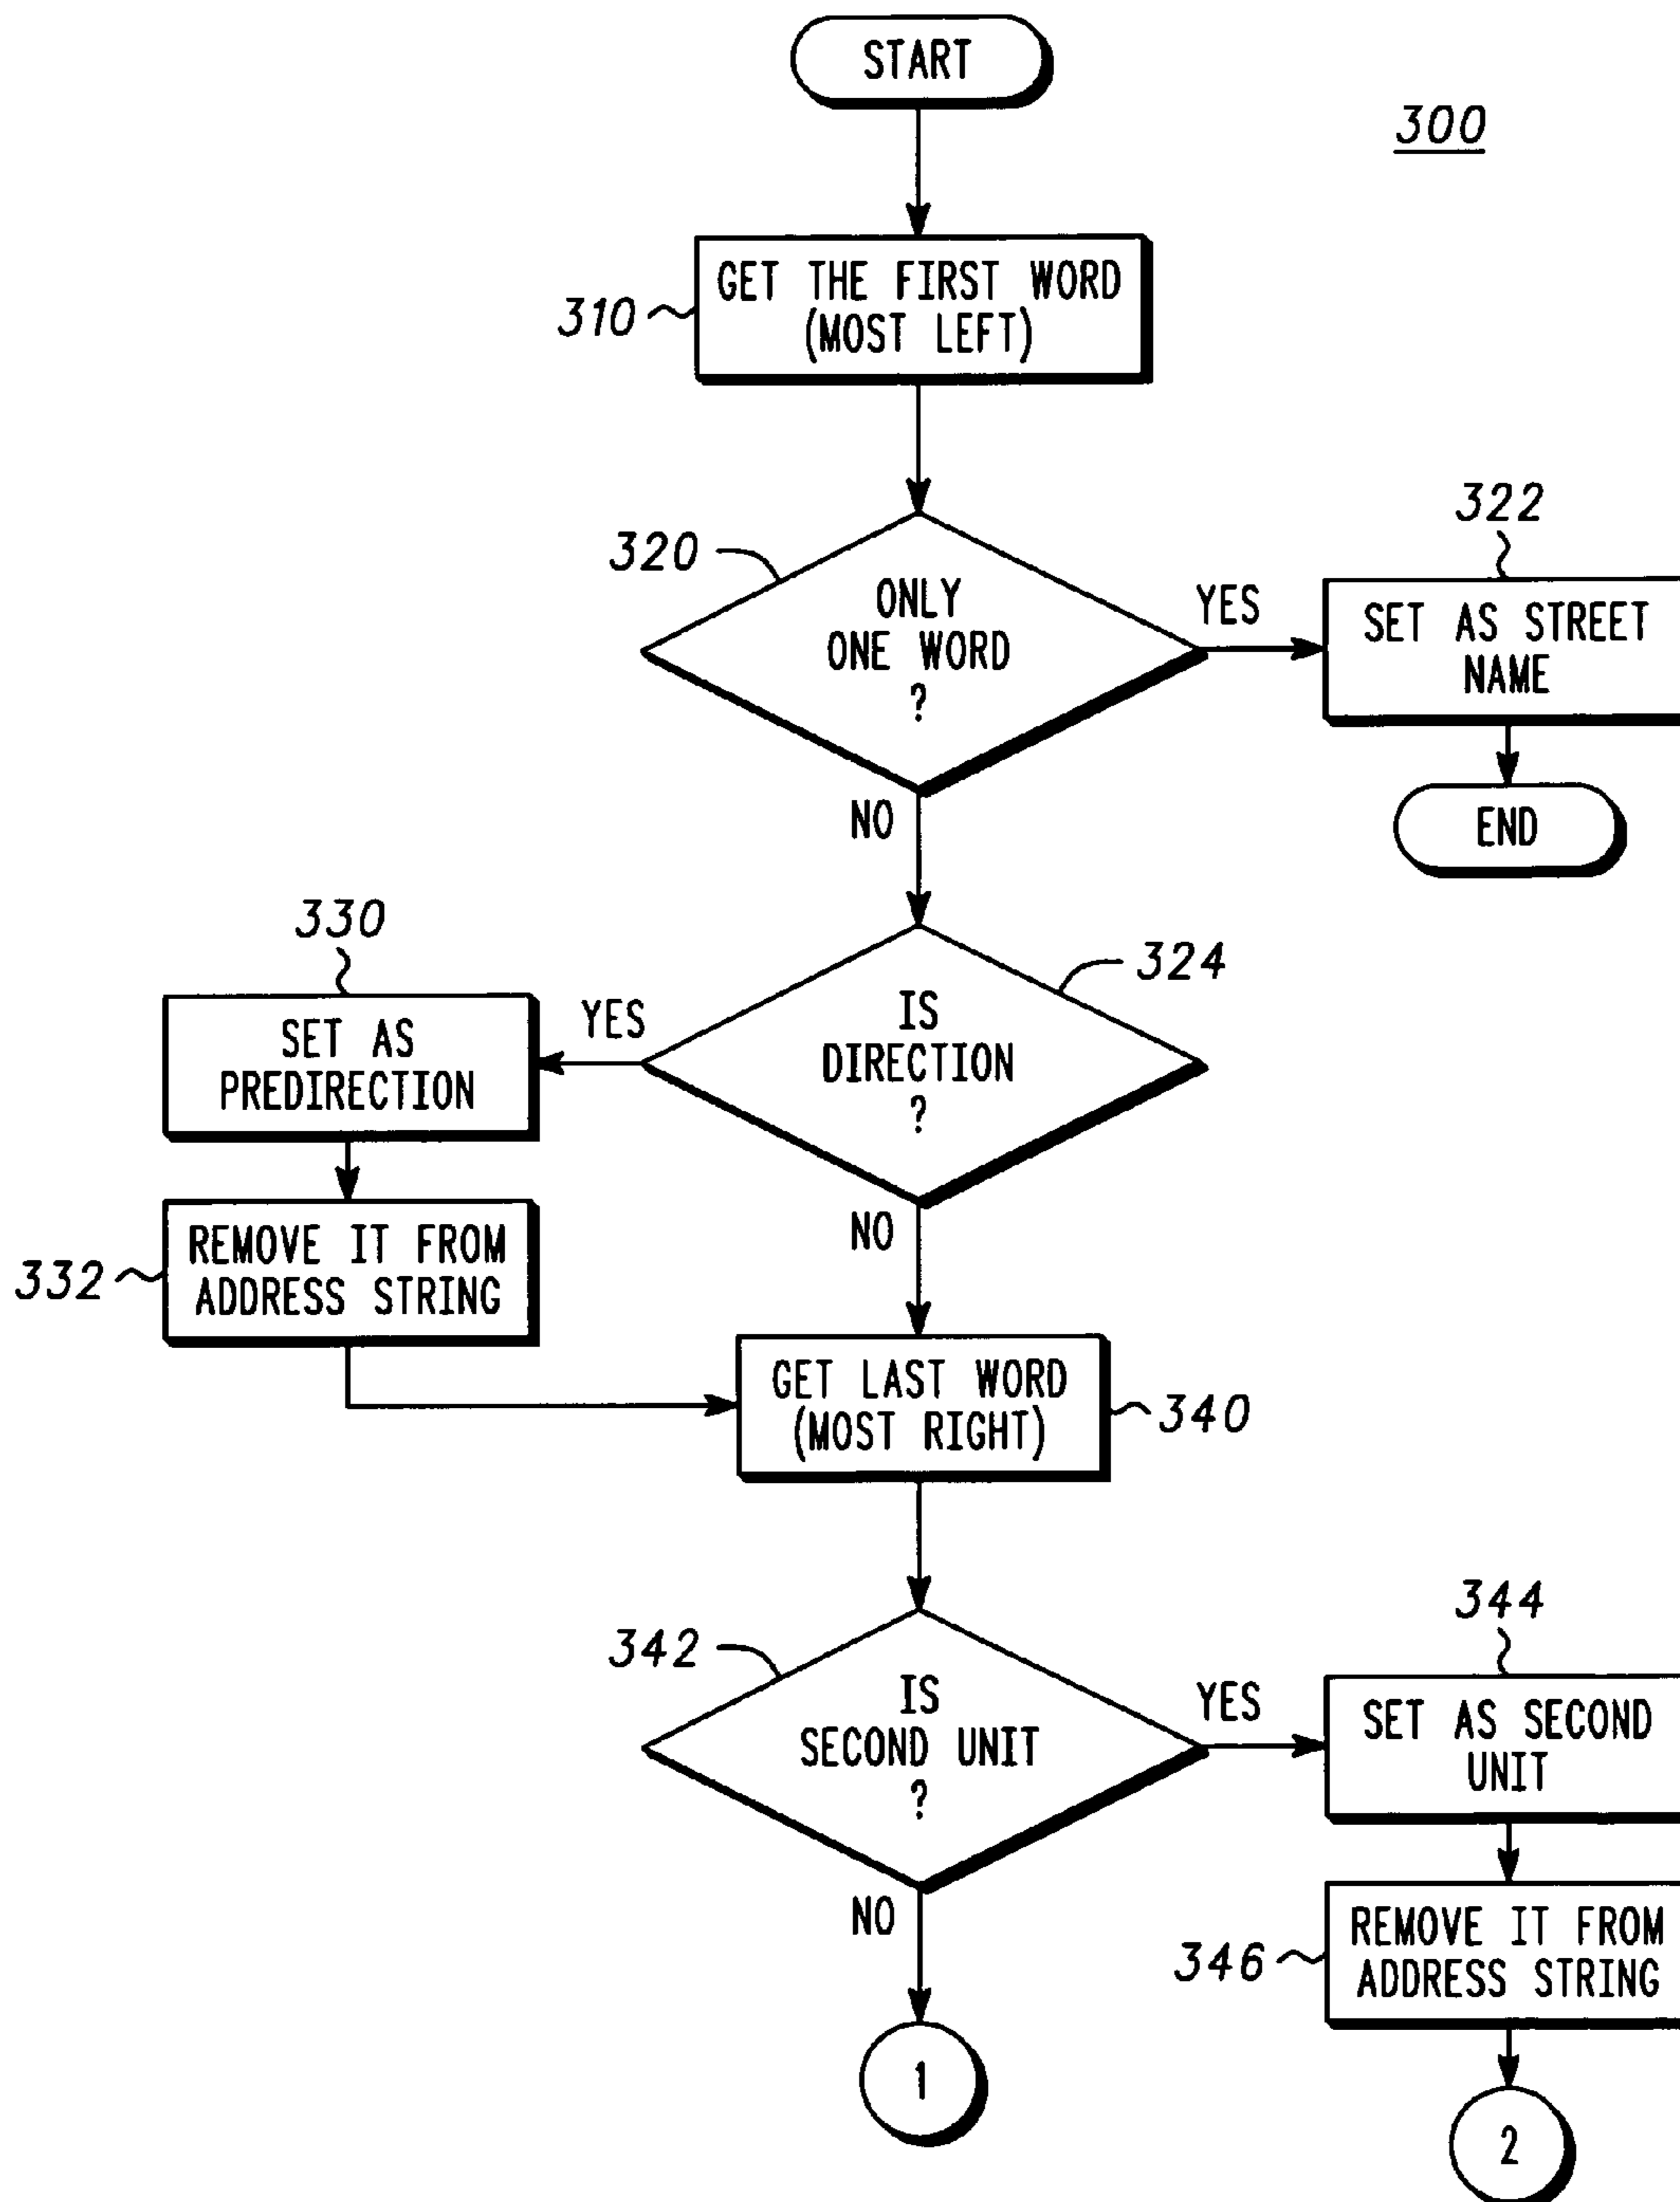 START
300
GET THE FIRST WORD
(MOST LEFT)
310
322
320
ONLY
ONE WORD
?
YES
SET AS STREET
NAME
NO
END
330
324
SET AS
PREDIRECTION
YES
IS
DIRECTION
?
332
REMOVE IT FROM
ADDRESS STRING
NO
GET LAST WORD
(MOST RIGHT)
340
344
342
IS
SECOND UNIT
?
YES
SET AS SECOND
UNIT
NO
346
REMOVE IT FROM
ADDRESS STRING
1
2